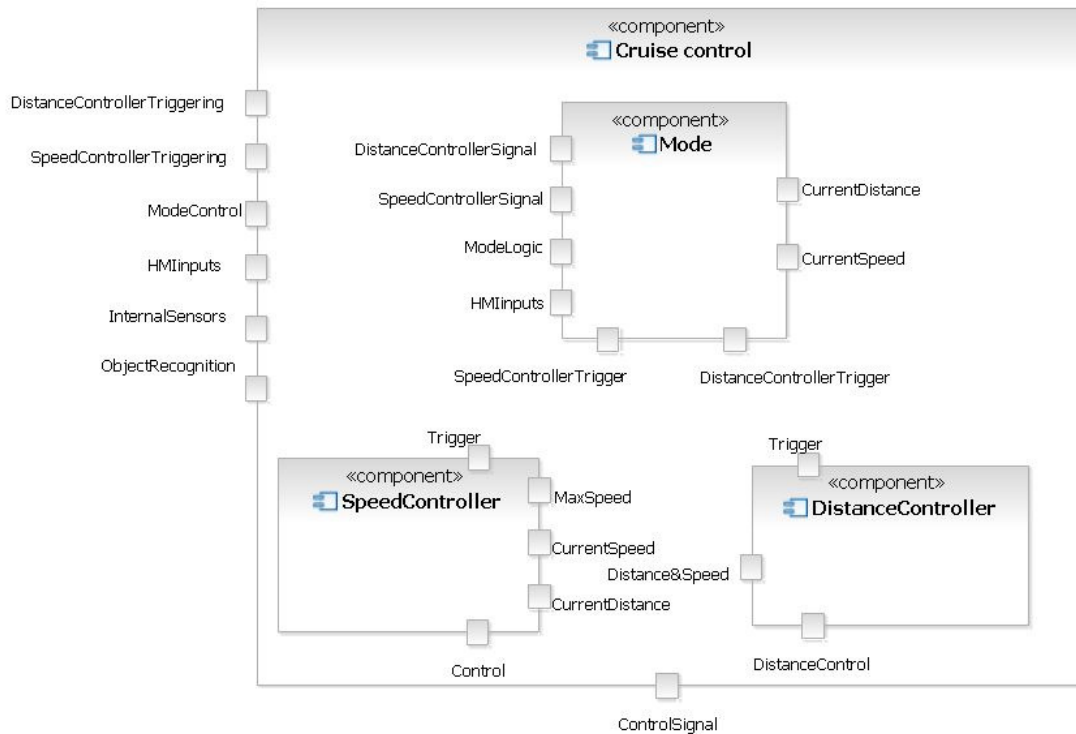 «component»
Cruise control
DistanceControllerTriggering
SpeedControllerTriggering
ModeControl
HMIinputs
InternalSensors
ObjectRecognition
«component»
Mode
DistanceControllerSignal
SpeedControllerSignal
ModeLogic
HMIinputs
CurrentDistance
CurrentSpeed
SpeedControllerTrigger
DistanceControllerTrigger
Trigger
«component»
SpeedController
MaxSpeed
CurrentSpeed
CurrentDistance
Control
Trigger
«component»
DistanceController
Distance&Speed
DistanceControl
ControlSignal